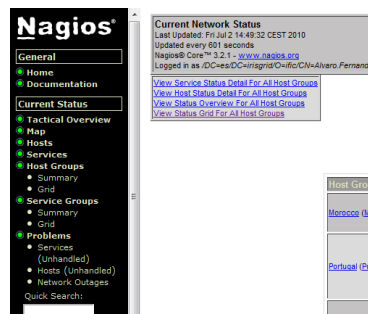 Nagios®
General
Home
Documentation
Current Status
Tactical Overview
Map
Hosts
Services
Host Groups
Summary
Grid
Service Groups
Summary
Grid
Problems
Services
(Unhandled)
Hosts (Unhandled)
Network Outages
Quick Search:
Current Network Status
Last Updated: Fri Jul 2 14:49:32 CEST 2010
Updated every 601 seconds
Nagios® Core™ 3.2.1 - www.nagios.org
Logged in as /DC=es/DC=irisgrid/O=ific/CN=Alvaro.Fernand
View Service Status Detail For All Host Groups
View Host Status Detail For All Host Groups
View Status Overview For All Host Groups
View Status Grid For All Host Groups
Host Gro
Morocco (M
Portugal (P